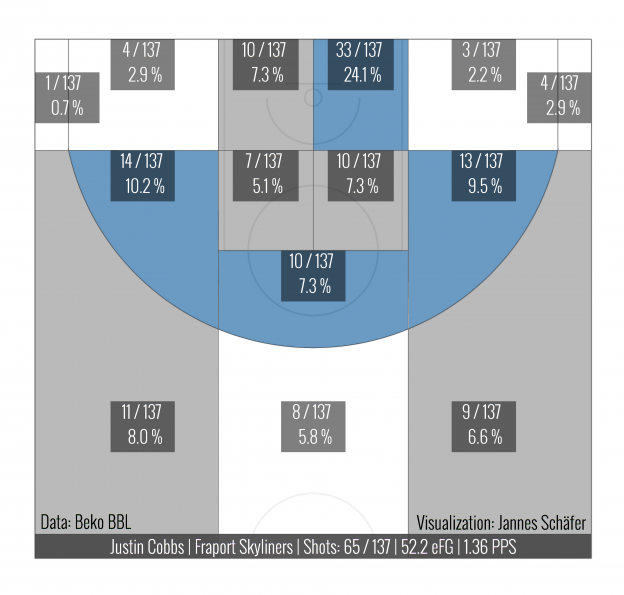 4 / 137
2.9 %
10 / 137
7.3 %
33 / 137
24.1 %
3 / 137
2.2 %
1 / 137
0.7 %
4 / 137
2.9 %
14 / 137
10.2 %
7 / 137
5.1 %
10 / 137
7.3 %
13 / 137
9.5 %
10 / 137
7.3 %
11 / 137
8.0 %
8 / 137
5.8 %
9 / 137
6.6 %
Data: Beko BBL
Visualization: Jannes Schäfer
Justin Cobbs | Fraport Skyliners | Shots: 65 / 137 | 52.2 eFG | 1.36 PPS